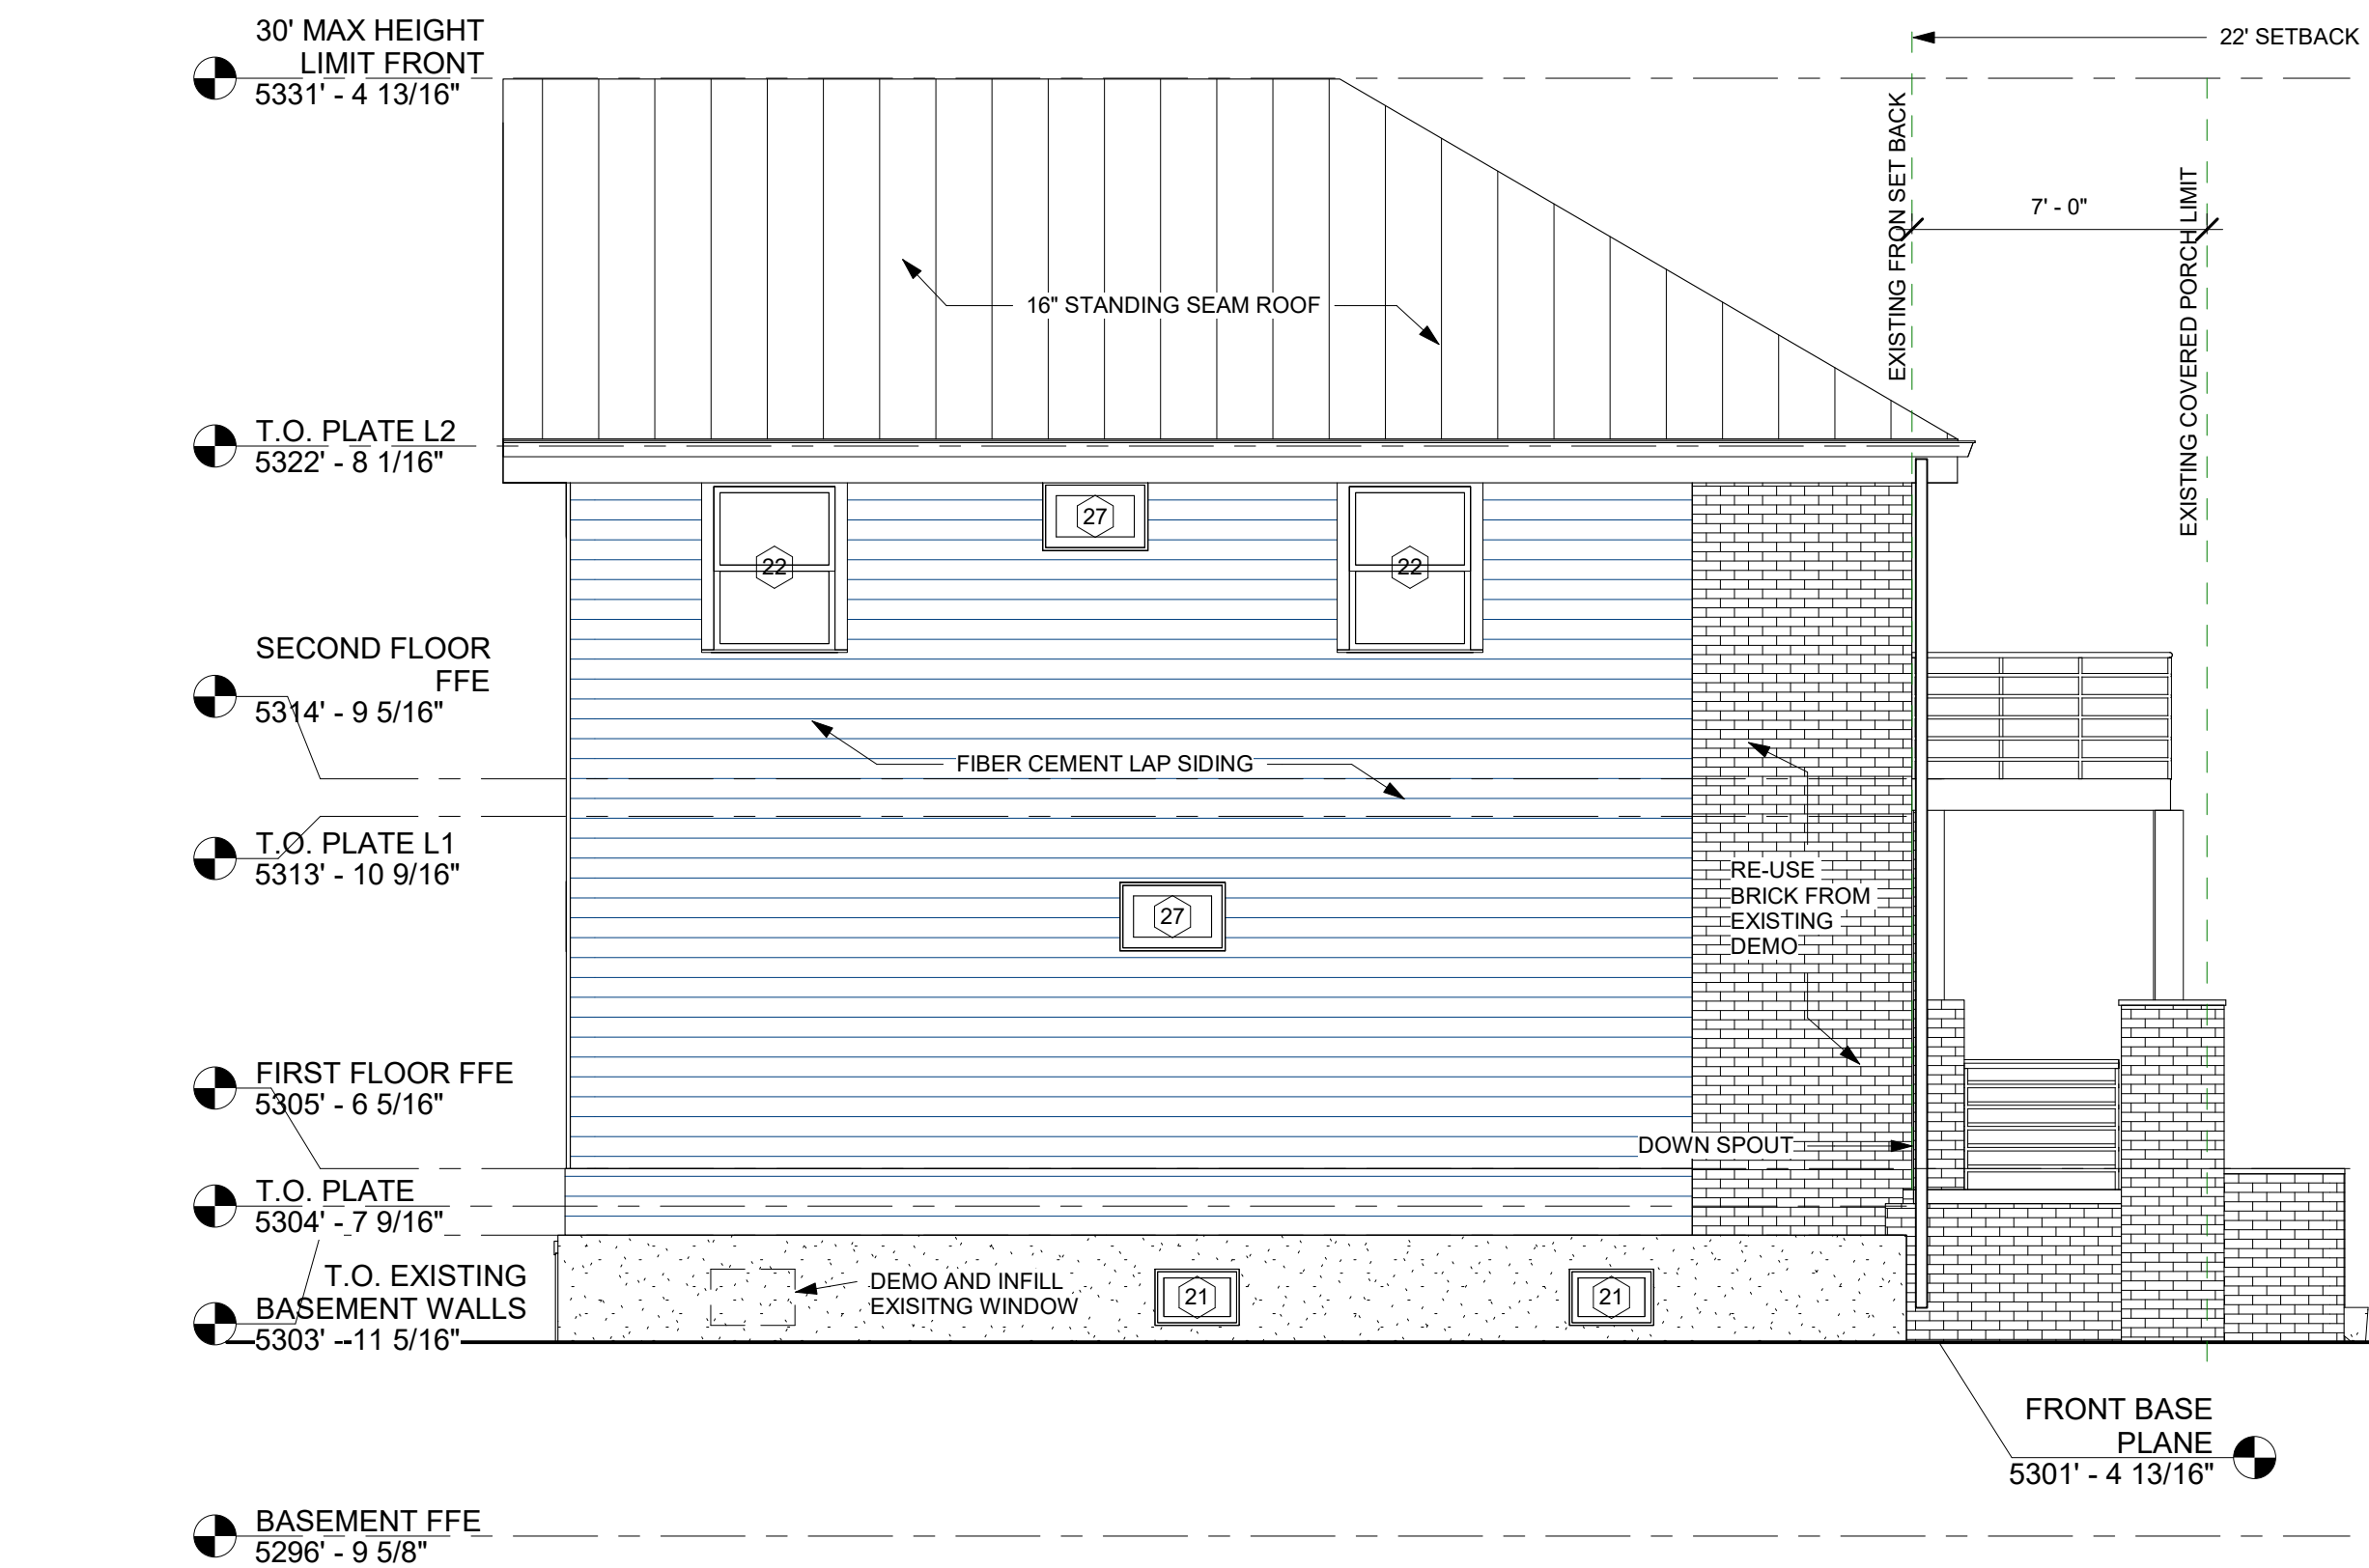 30' MAX HEIGHT
LIMIT FRONT
5331' - 4 13/16"
22' SETBACK
EXISTING FRON SET BACK
7' - 0"
EXISTING COVERED PORCH LIMIT
16" STANDING SEAM ROOF
T.O. PLATE L2
5322' - 8 1/16"
27
22
22
SECOND FLOOR
FFE
5314' - 9 5/16"
FIBER CEMENT LAP SIDING
T.O. PLATE L1
5313' - 10 9/16"
RE-USE
BRICK FROM
EXISTING
DEMO
27
FIRST FLOOR FFE
5305' - 6 5/16"
DOWN SPOUT
T.O. PLATE
5304' - 7 9/16"
T.O. EXISTING
BASEMENT WALLS
5303' - 11 5/16"
DEMO AND INFILL
EXISITNG WINDOW
21
21
FRONT BASE
PLANE
5301' - 4 13/16"
BASEMENT FFE
5296' - 9 5/8"